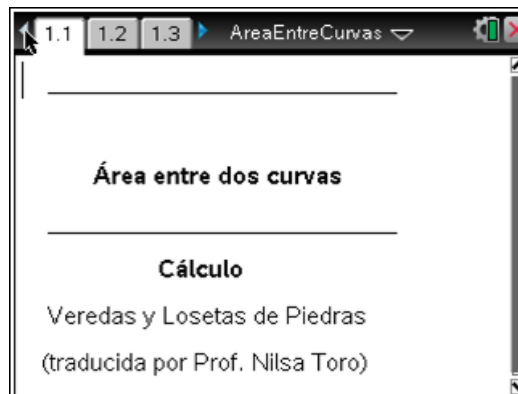 1.1 1.2 1.3 AreaEntreCurvas
Área entre dos curvas
Cálculo
Veredas y Losetas de Piedras
(traducida por Prof. Nilsa Toro)